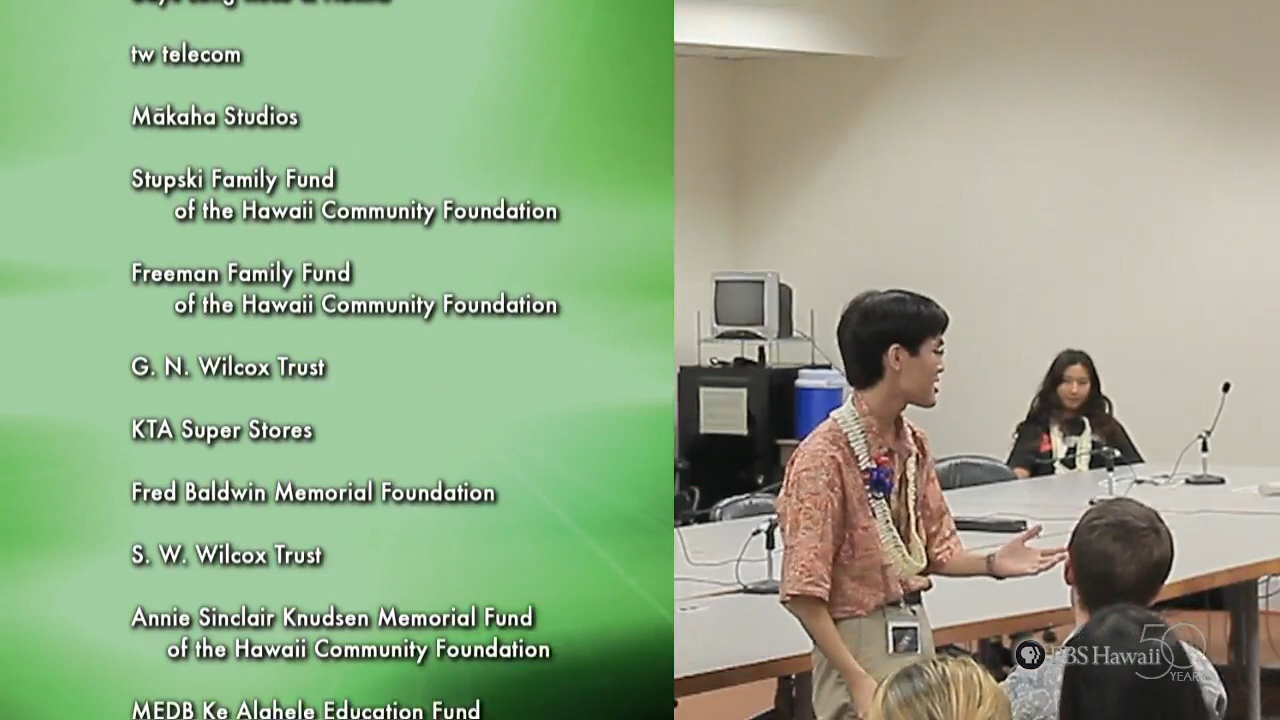 tw telecom
Mākaha Studios
Stupski Family Fund
of the Hawaii Community Foundation
Freeman Family Fund
of the Hawaii Community Foundation
G. N. Wilcox Trust
KTA Super Stores
Fred Baldwin Memorial Foundation
S. W. Wilcox Trust
Annie Sinclair Knudsen Memorial Fund
of the Hawaii Community Foundation
MEDB Ke Alahele Education Fund
PBS Hawaii 50
YEARS